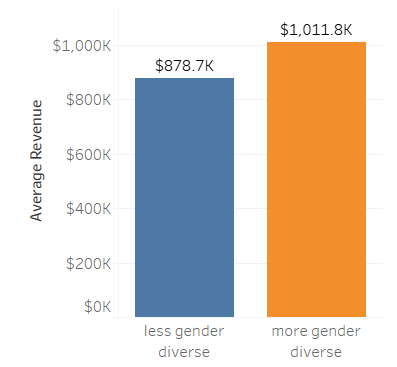 $1,011.8K
$878.7K
$1,000K
$800K
$600K
$400K
$200K
$0K
Average Revenue
less gender
diverse
more gender
diverse